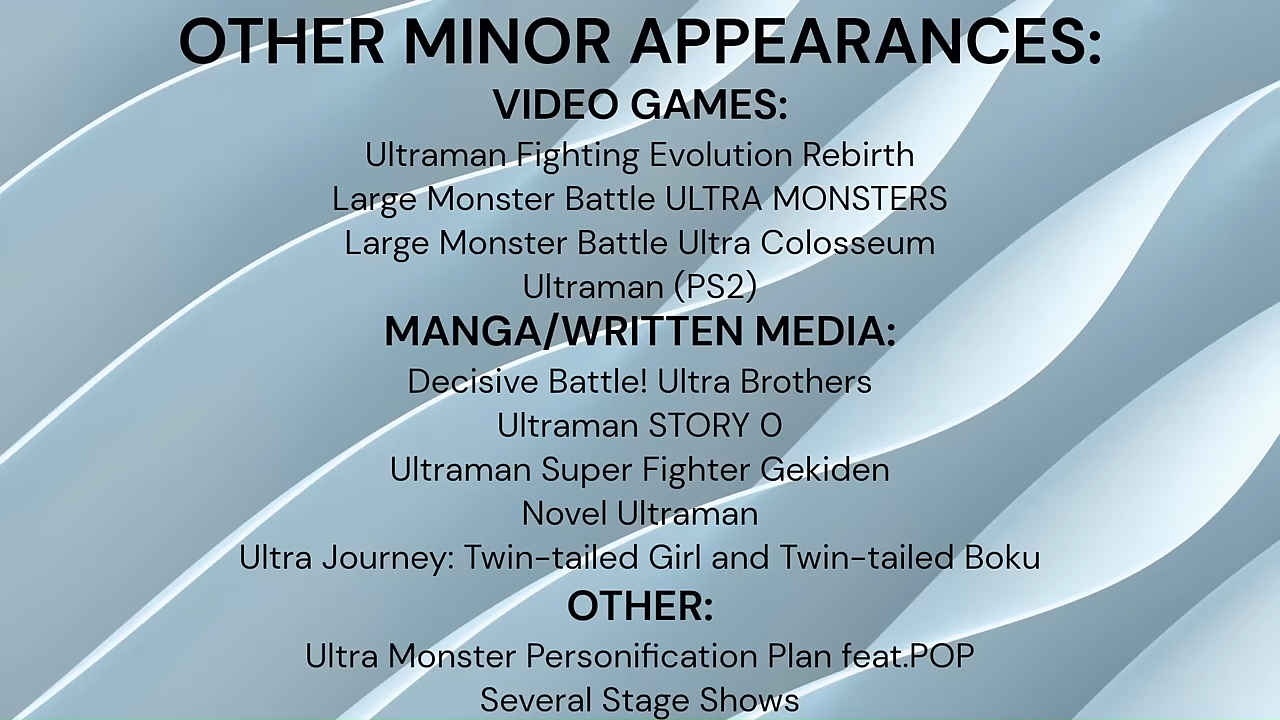 OTHER MINOR APPEARANCES:
VIDEO GAMES:
Ultraman Fighting Evolution Rebirth
Large Monster Battle ULTRA MONSTERS
Large Monster Battle Ultra Colosseum
Ultraman (PS2)
MANGA/WRITTEN MEDIA:
Decisive Battle! Ultra Brothers
Ultraman STORY 0
Ultraman Super Fighter Gekiden
Novel Ultraman
Ultra Journey: Twin-tailed Girl and Twin-tailed Boku
OTHER:
Ultra Monster Personification Plan feat.POP
Several Stage Shows